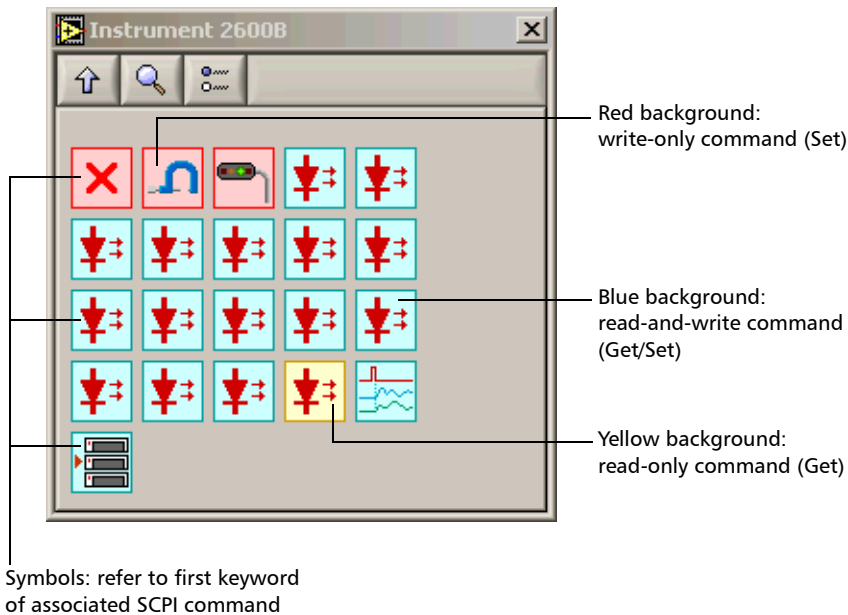 Instrument 2600B
Red background:
write-only command (Set)
Blue background:
read-and-write command
(Get/Set)
Yellow background:
read-only command (Get)
Symbols: refer to first keyword
of associated SCPI command